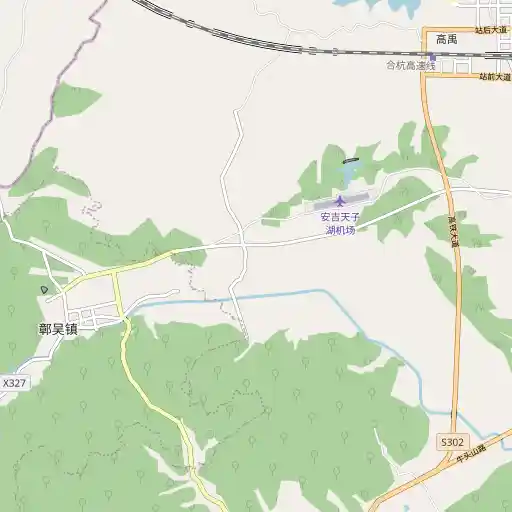 站后大道
高禹
合杭高速线
站前大道
安吉天子
湖机场
高铁大道
鄣吴镇
X327
S302
牛头山路